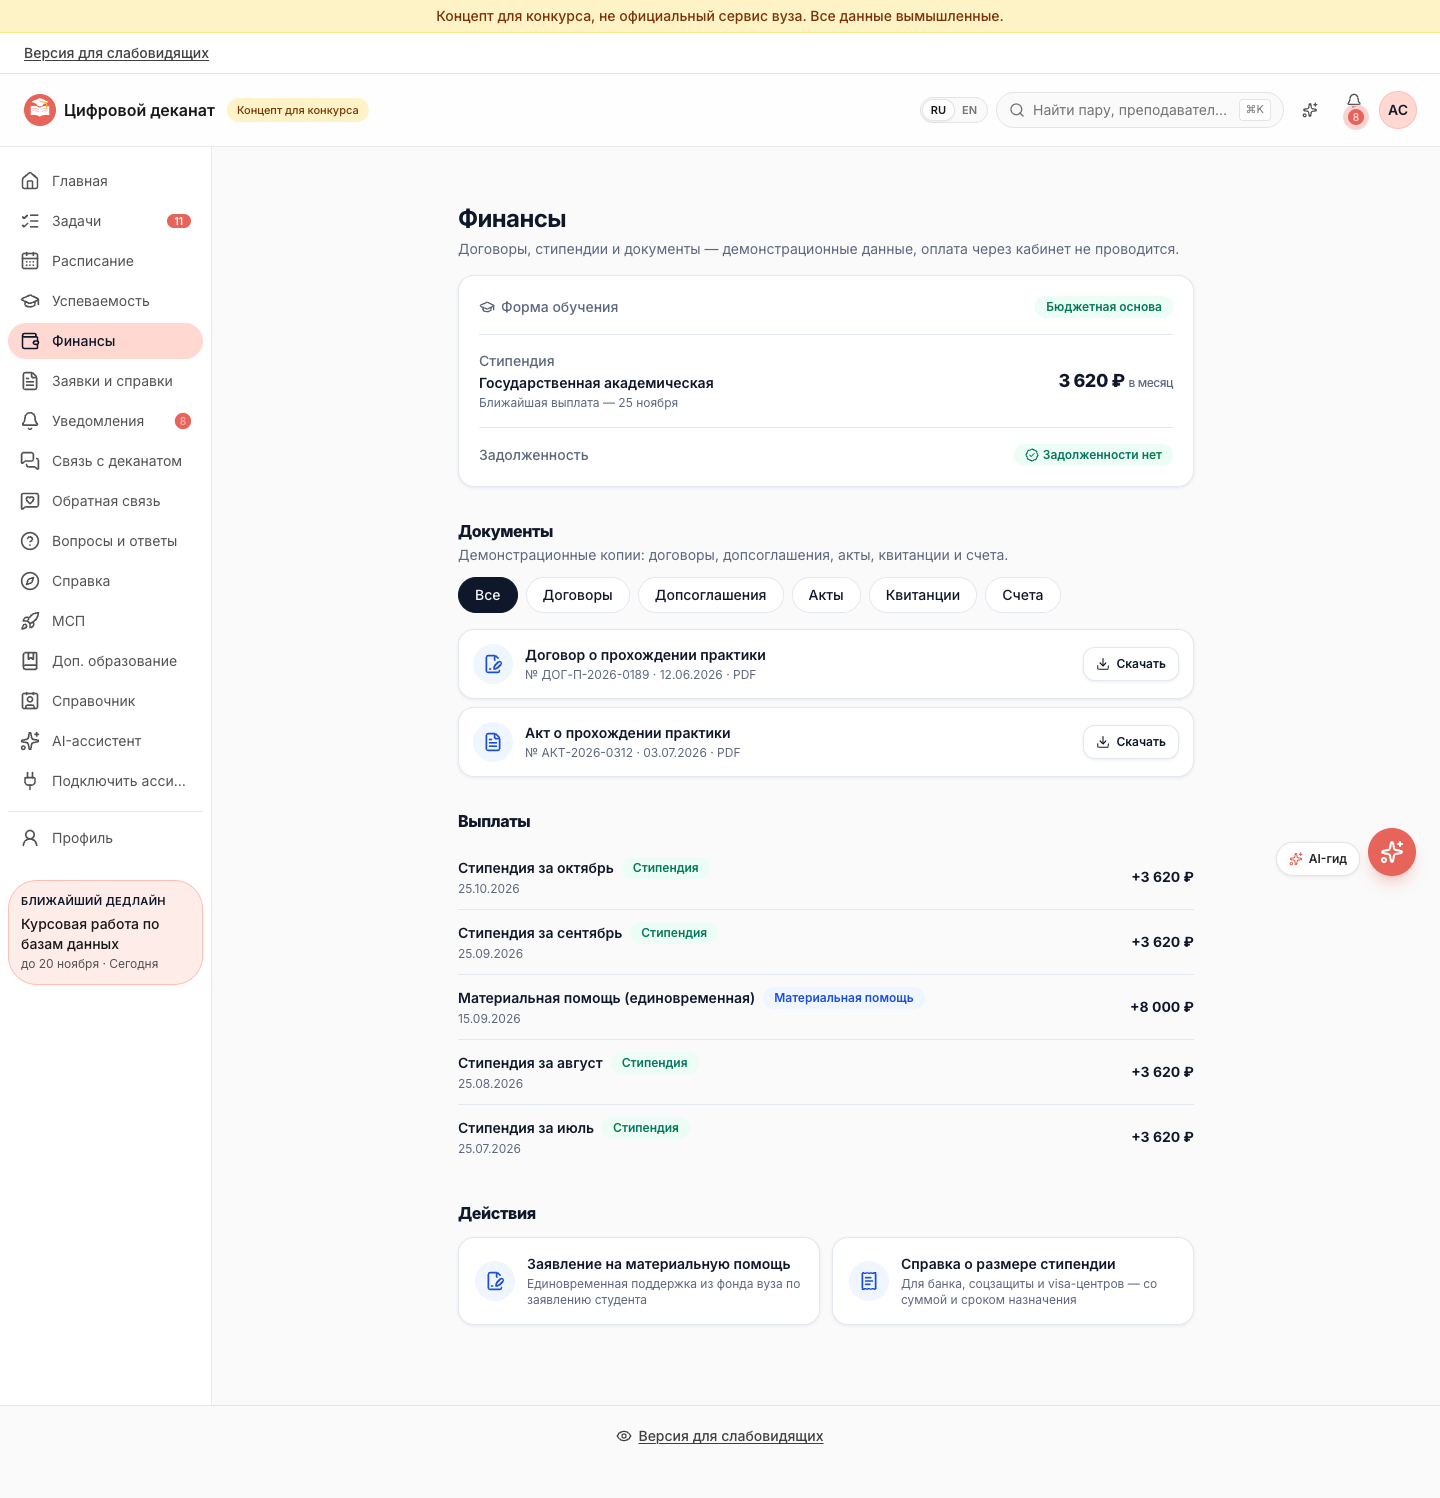 Концепт для конкурса, не официальный сервис вуза. Все данные вымышленные.
Версия для слабовидящих
Цифровой деканат
Концепт для конкурса
RU EN
Найти пару, преподавател...
⌘K
8
АС
Главная
Задачи 11
Расписание
Успеваемость
Финансы
Заявки и справки
Уведомления 8
Связь с деканатом
Обратная связь
Вопросы и ответы
Справка
МСП
Доп. образование
Справочник
AI-ассистент
Подключить асси...
Профиль
БЛИЖАЙШИЙ ДЕДЛАЙН
Курсовая работа по
базам данных
до 20 ноября · Сегодня
Финансы
Договоры, стипендии и документы — демонстрационные данные, оплата через кабинет не проводится.
Форма обучения
Бюджетная основа
Стипендия
Государственная академическая
Ближайшая выплата — 25 ноября
3 620 ₽ в месяц
Задолженность
Задолженности нет
Документы
Демонстрационные копии: договоры, допсоглашения, акты, квитанции и счета.
Все Договоры Допсоглашения Акты Квитанции Счета
Договор о прохождении практики
№ ДОГ-П-2026-0189 · 12.06.2026 · PDF
Скачать
Акт о прохождении практики
№ АКТ-2026-0312 · 03.07.2026 · PDF
Скачать
Выплаты
Стипендия за октябрь Стипендия
25.10.2026
+3 620 ₽
Стипендия за сентябрь Стипендия
25.09.2026
+3 620 ₽
Материальная помощь (единовременная) Материальная помощь
15.09.2026
+8 000 ₽
Стипендия за август Стипендия
25.08.2026
+3 620 ₽
Стипендия за июль Стипендия
25.07.2026
+3 620 ₽
AI-гид
Действия
Заявление на материальную помощь
Единовременная поддержка из фонда вуза по
заявлению студента
Справка о размере стипендии
Для банка, соцзащиты и visa-центров — со
суммой и сроком назначения
Версия для слабовидящих